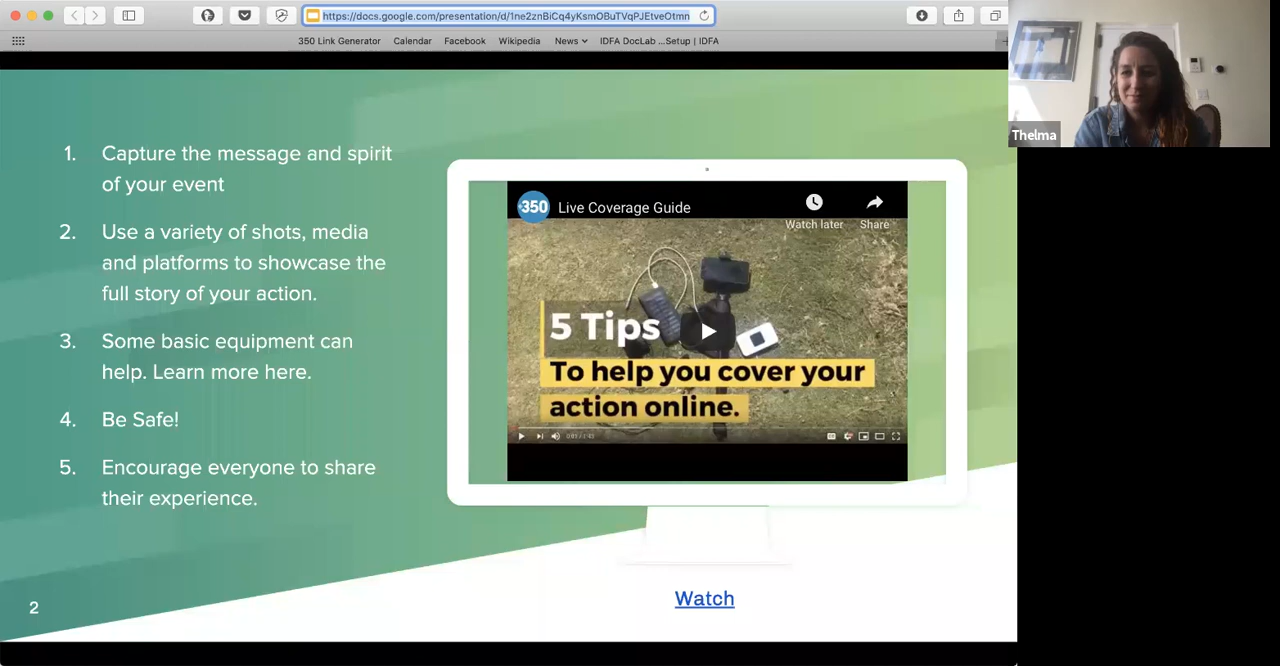 https://docs.google.com/presentation/d/1ne2znBiCq4yKsmOBuTVqPJEtveOtmn
350 Link Generator Calendar Facebook Wikipedia News IDFA DocLab ...Setup | IDFA
Thelma
1. Capture the message and spirit
of your event
2. Use a variety of shots, media
and platforms to showcase the
full story of your action.
3. Some basic equipment can
help. Learn more here.
4. Be Safe!
5. Encourage everyone to share
their experience.
350 Live Coverage Guide
Watch later Share
5 Tips
To help you cover your
action online.
Watch
2